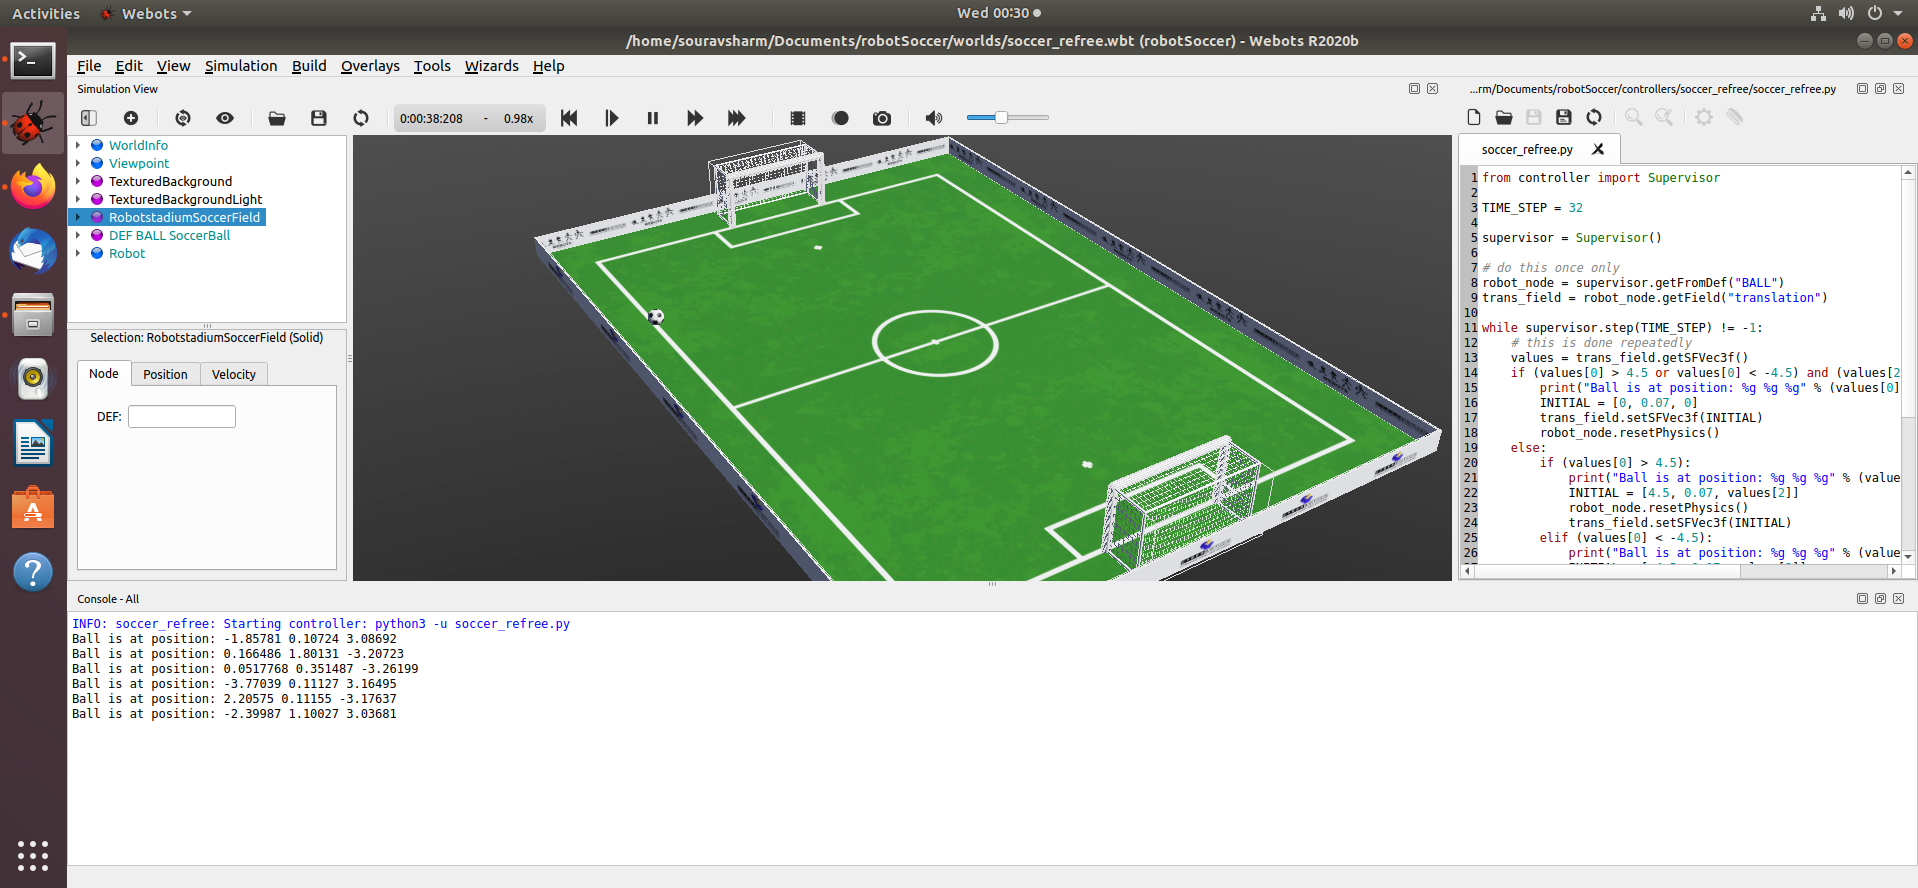 Activities Webots Wed 00:30
/home/souravsharm/Documents/robotSoccer/worlds/soccer_refree.wbt (robotSoccer) - Webots R2020b
File Edit View Simulation Build Overlays Tools Wizards Help
Simulation View
0:00:38:208 - 0.98x
WorldInfo
Viewpoint
TexturedBackground
TexturedBackgroundLight
RobotstadiumSoccerField
DEF BALL SoccerBall
Robot
Selection: RobotstadiumSoccerField (Solid)
Node Position Velocity
DEF:
...rm/Documents/robotSoccer/controllers/soccer_refree/soccer_refree.py
soccer_refree.py
1 from controller import Supervisor
2
3 TIME_STEP = 32
4
5 supervisor = Supervisor()
6
7 # do this once only
8 robot_node = supervisor.getFromDef("BALL")
9 trans_field = robot_node.getField("translation")
10
11 while supervisor.step(TIME_STEP) != -1:
12 # this is done repeatedly
13 values = trans_field.getSFVec3f()
14 if (values[0] > 4.5 or values[0] < -4.5) and (values[2
15 print("Ball is at position: %g %g %g" % (values[0]
16 INITIAL = [0, 0.07, 0]
17 trans_field.setSFVec3f(INITIAL)
18 robot_node.resetPhysics()
19 else:
20 if (values[0] > 4.5):
21 print("Ball is at position: %g %g %g" % (value
22 INITIAL = [4.5, 0.07, values[2]]
23 robot_node.resetPhysics()
24 trans_field.setSFVec3f(INITIAL)
25 elif (values[0] < -4.5):
26 print("Ball is at position: %g %g %g" % (value
Console - All
INFO: soccer_refree: Starting controller: python3 -u soccer_refree.py
Ball is at position: -1.85781 0.10724 3.08692
Ball is at position: 0.166486 1.80131 -3.20723
Ball is at position: 0.0517768 0.351487 -3.26199
Ball is at position: -3.77039 0.11127 3.16495
Ball is at position: 2.20575 0.11155 -3.17637
Ball is at position: -2.39987 1.10027 3.03681